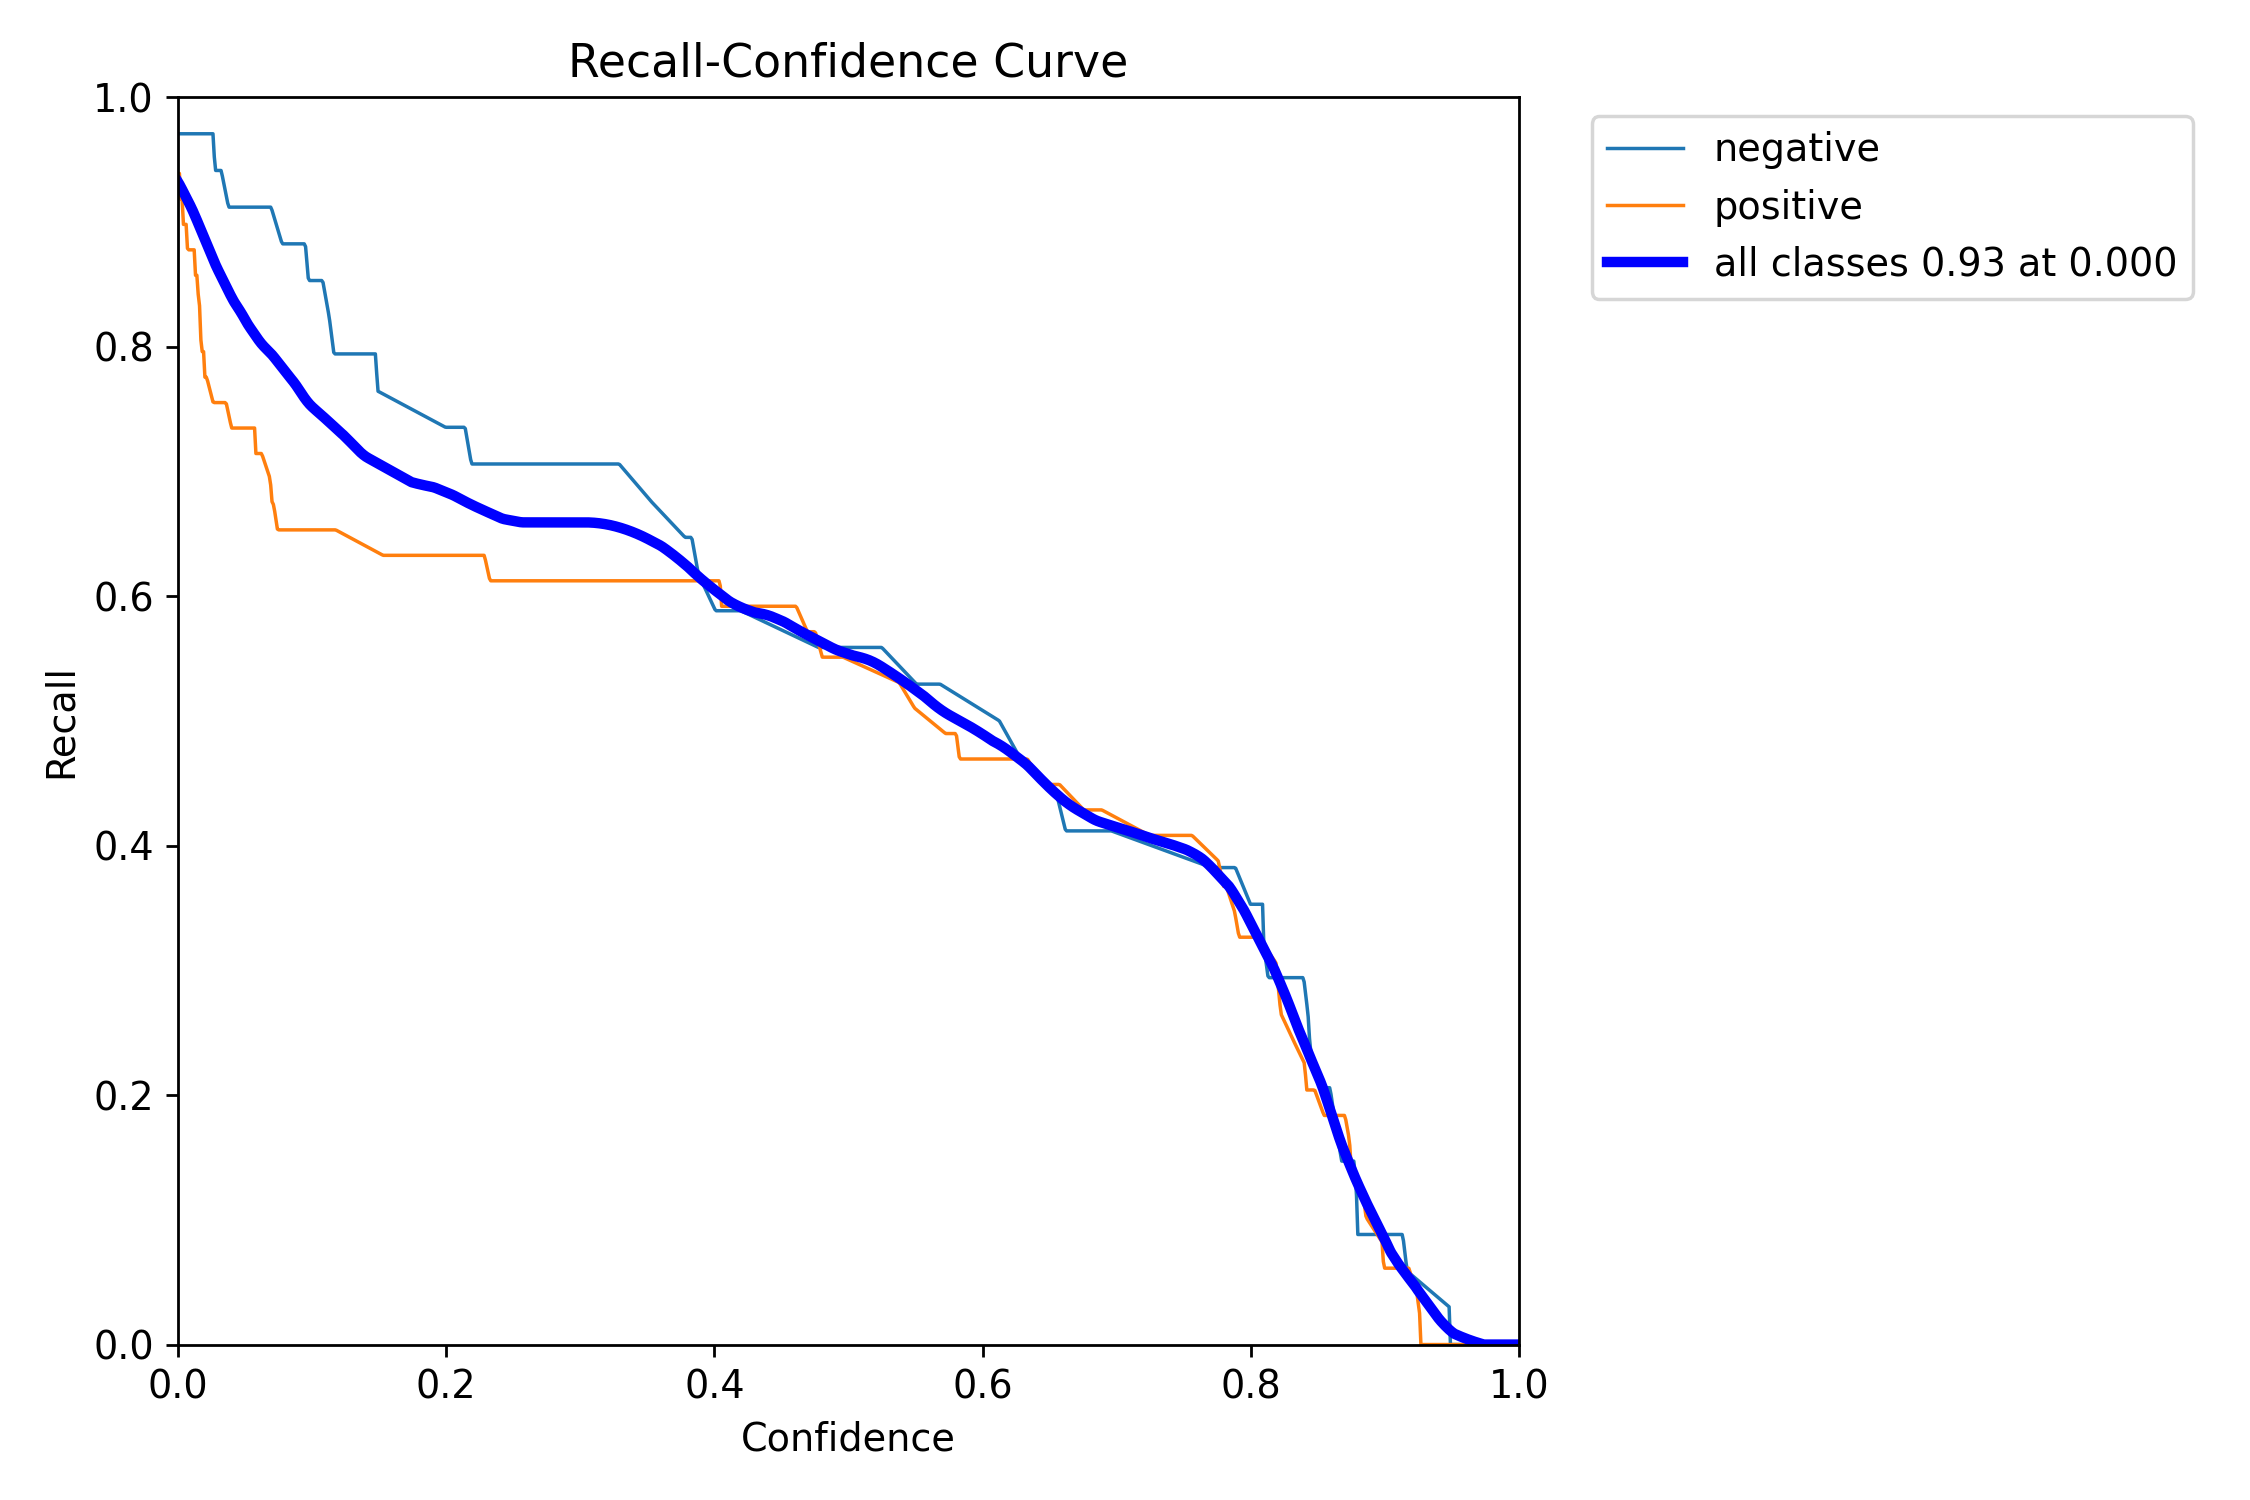 Recall-Confidence Curve
1.0
0.8
0.6
0.4
0.2
0.0
Recall
0.0 0.2 0.4 0.6 0.8 1.0
Confidence
negative
positive
all classes 0.93 at 0.000